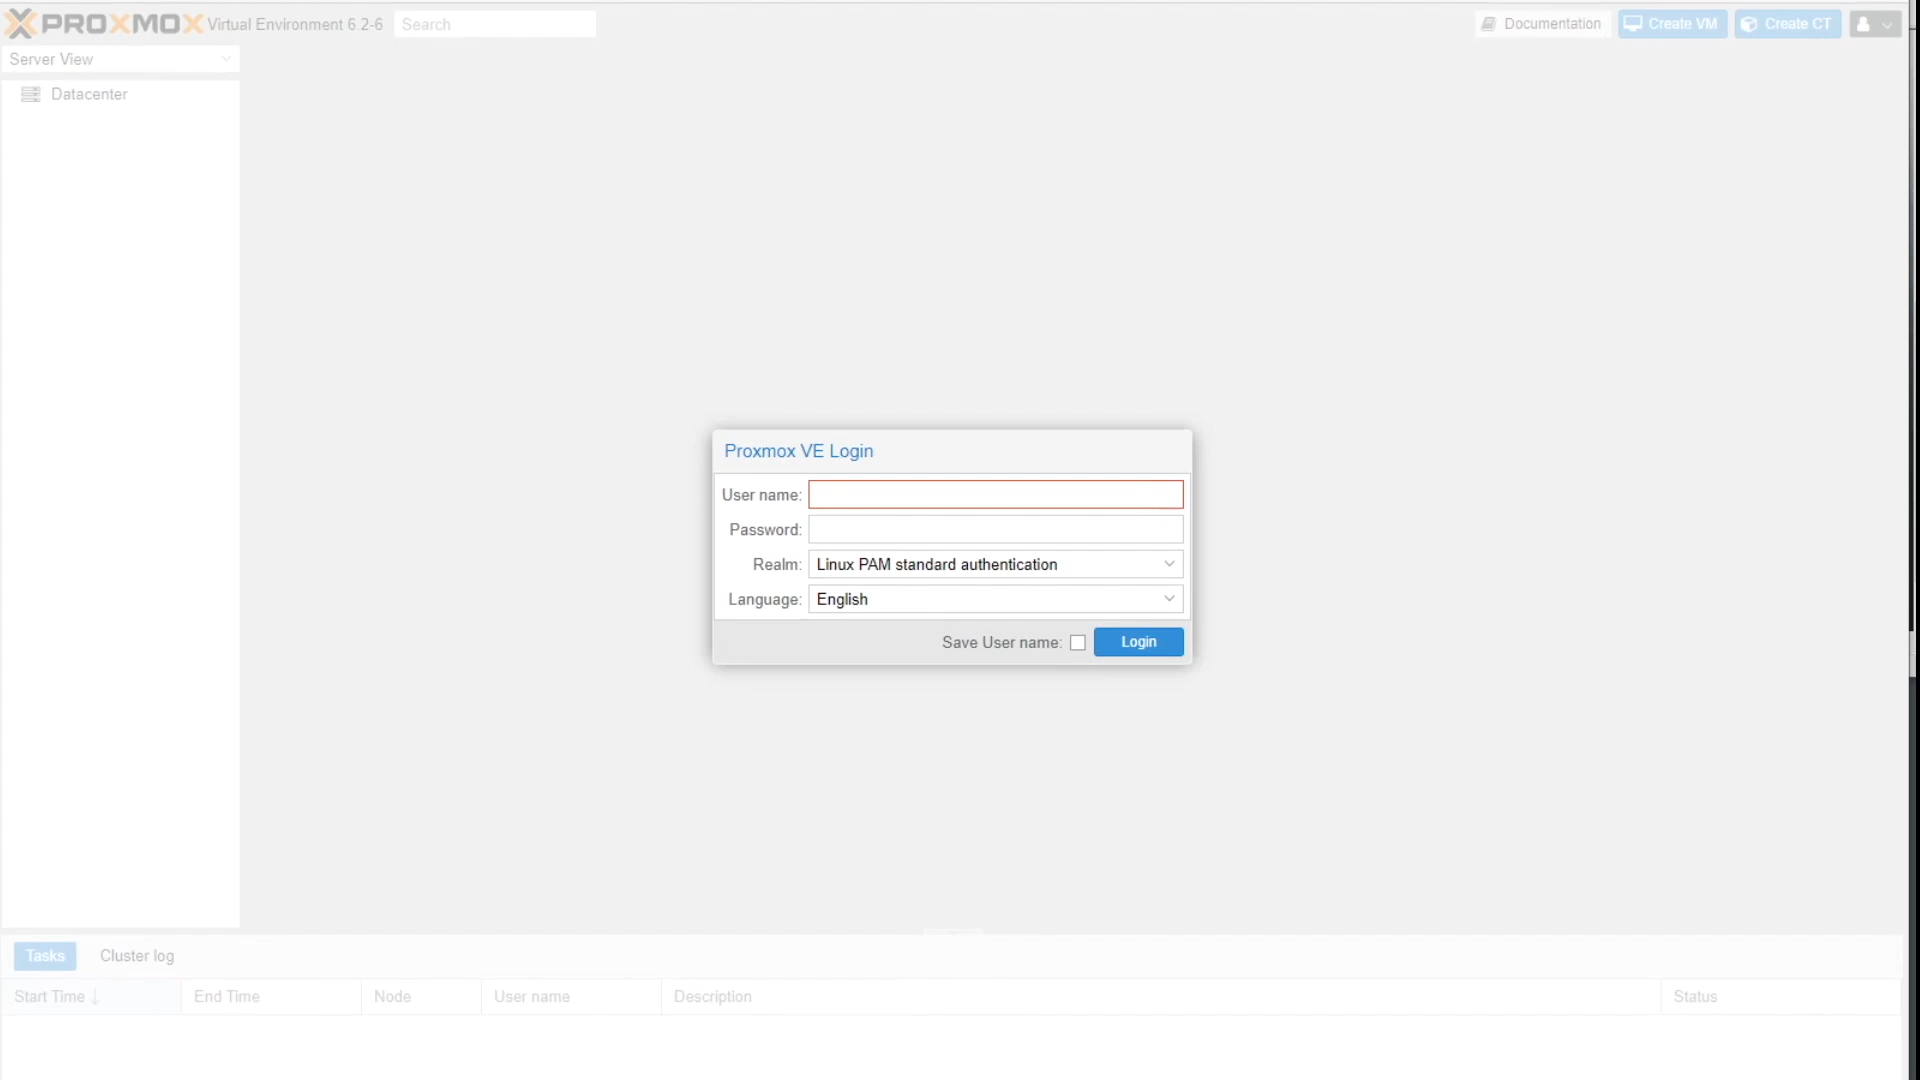 PROXMOX Virtual Environment 6.2-6 Search Documentation Create VM Create CT
Server View
Datacenter
Proxmox VE Login
User name:
Password:
Realm: Linux PAM standard authentication
Language: English
Save User name: Login
Tasks Cluster log
Start Time End Time Node User name Description Status